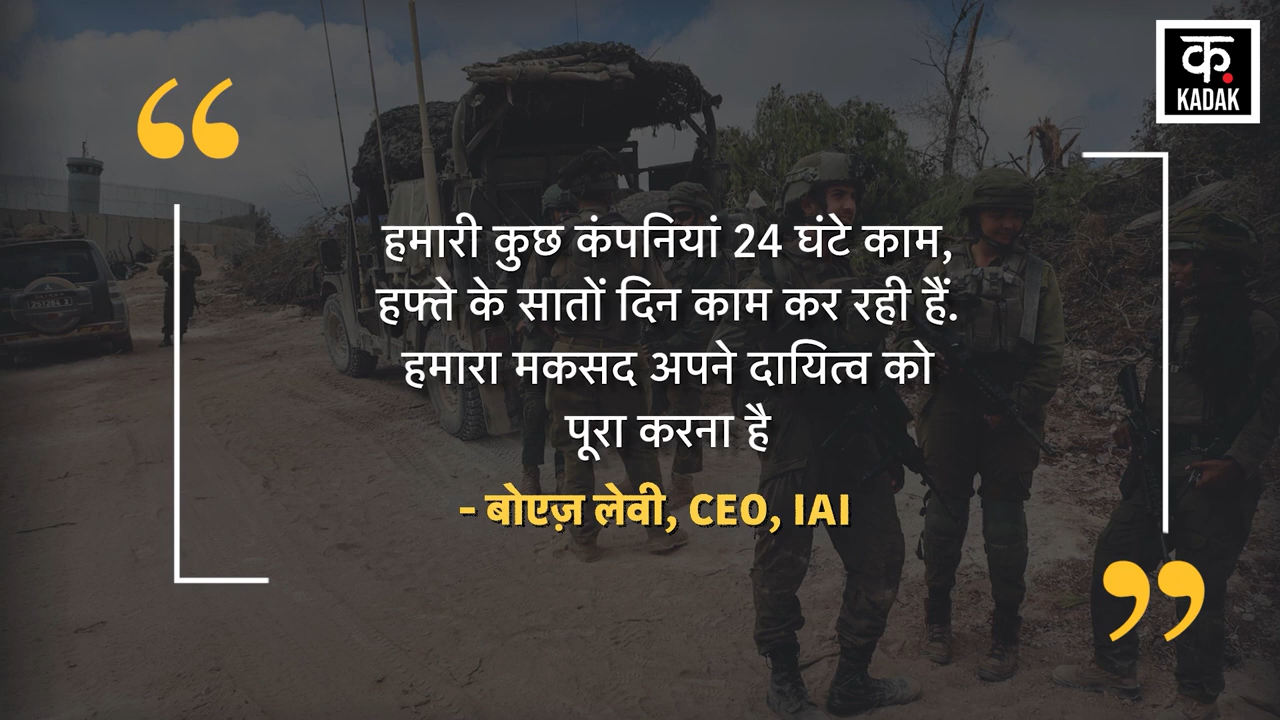 क.
KADAK
हमारी कुछ कंपनियां 24 घंटे काम,
हफ्ते के सातों दिन काम कर रही हैं.
हमारा मकसद अपने दायित्व को
पूरा करना है
- बोएज़ लेवी, CEO, IAI